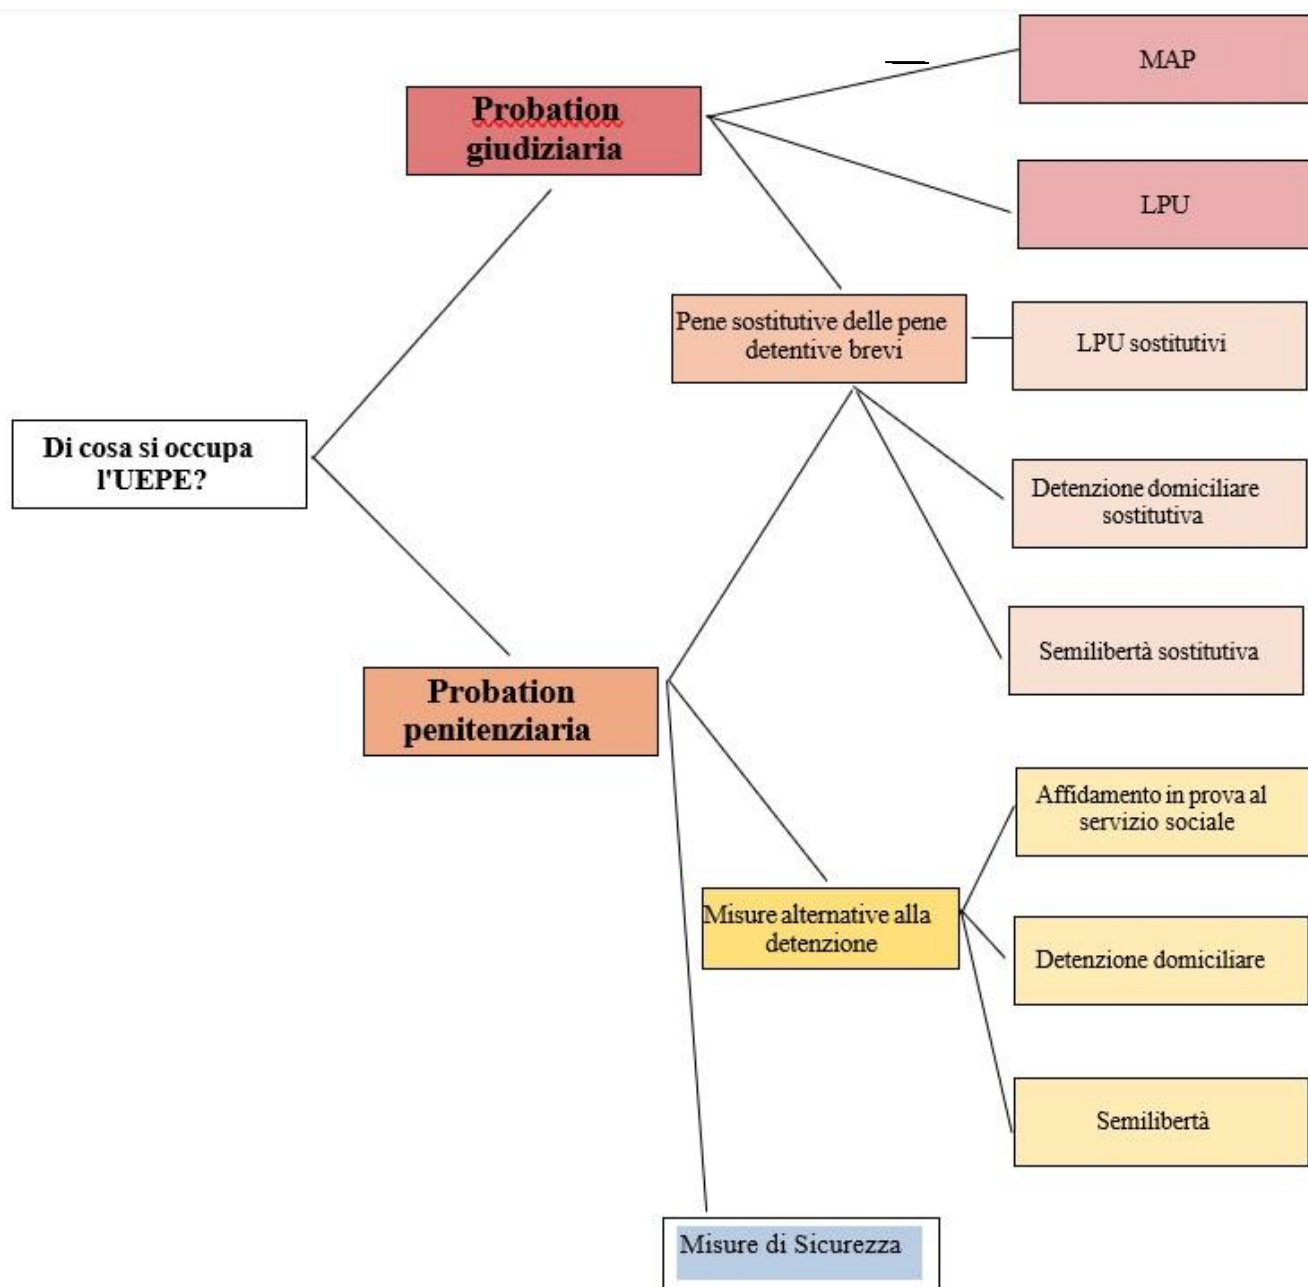 MAP
Probation
giudiziaria
LPU
Pene sostitutive delle pene
detentive brevi
LPU sostitutivi
Di cosa si occupa
l'UEPE?
Detenzione domiciliare
sostitutiva
Semilibertà sostitutiva
Probation
penitenziaria
Affidamento in prova al
servizio sociale
Misure alternative alla
detenzione
Detenzione domiciliare
Semilibertà
Misure di Sicurezza